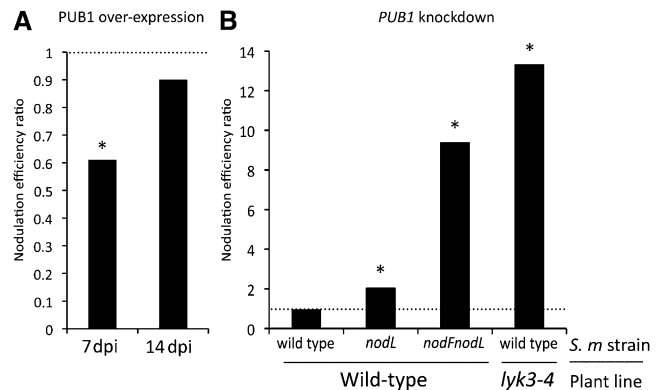 A PUB1 over-expression
Nodulation efficiency ratio
1
0.9
0.8
0.7
0.6
0.5
0.4
0.3
0.2
0.1
0
*
7 dpi 14 dpi
B PUB1 knockdown
Nodulation efficiency ratio
14
12
10
8
6
4
2
0
* * *
wild type nodL nodFnodL wild type S. m strain
Wild-type lyk3-4 Plant line